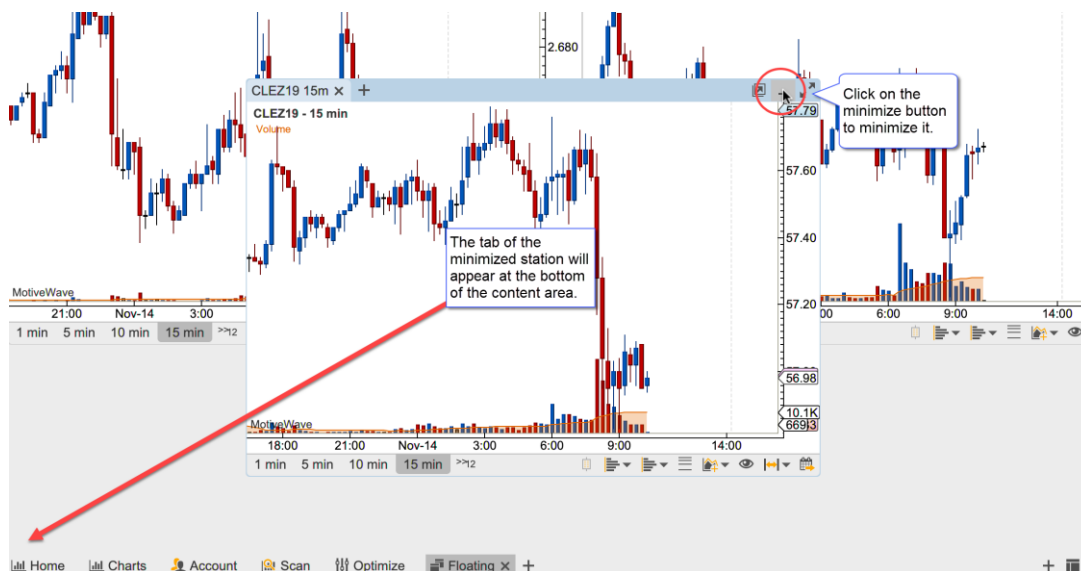 2.680
CLEZ19 15m
CLEZ19 - 15 min
Volume
Click on the
minimize button
to minimize it.
57.79
57.60
57.40
57.20
The tab of the
minimized station will
appear at the bottom
of the content area.
MotiveWave
21:00 Nov-14 3:00
6:00 9:00 14:00
1 min 5 min 10 min 15 min >>12
56.98
10.1K
MotiveWave
18:00 21:00 Nov-14 3:00 6:00 9:00 14:00
1 min 5 min 10 min 15 min >>12
Home Charts Account Scan Optimize Floating